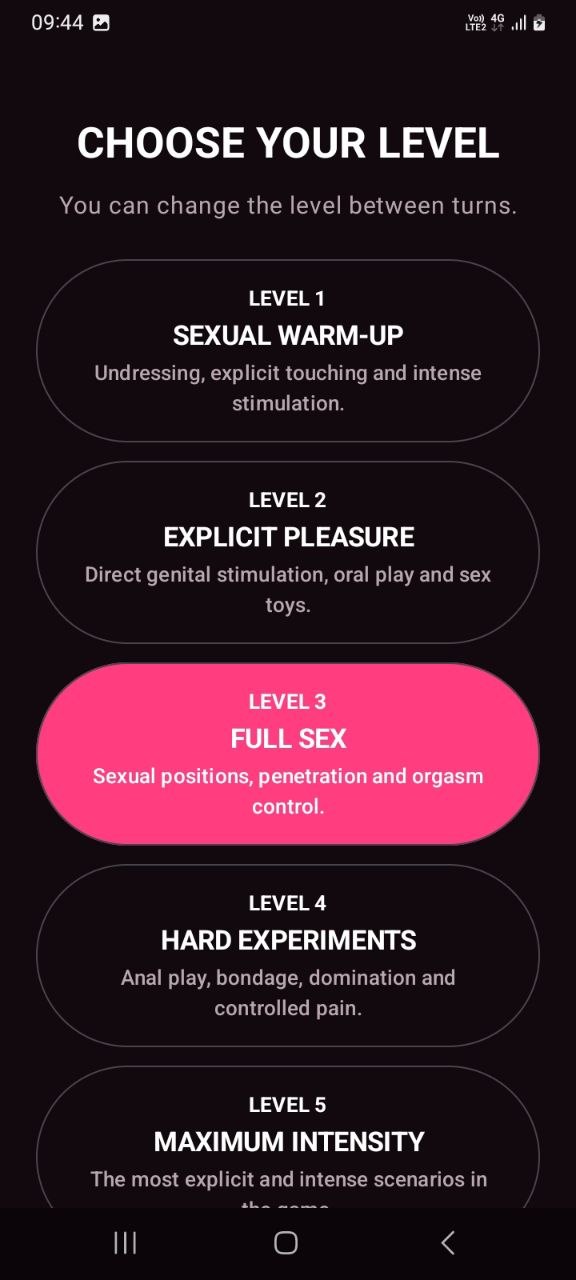 09:44
Vo)) 4G
LTE2
CHOOSE YOUR LEVEL
You can change the level between turns.
LEVEL 1
SEXUAL WARM-UP
Undressing, explicit touching and intense
stimulation.
LEVEL 2
EXPLICIT PLEASURE
Direct genital stimulation, oral play and sex
toys.
LEVEL 3
FULL SEX
Sexual positions, penetration and orgasm
control.
LEVEL 4
HARD EXPERIMENTS
Anal play, bondage, domination and
controlled pain.
LEVEL 5
MAXIMUM INTENSITY
The most explicit and intense scenarios in